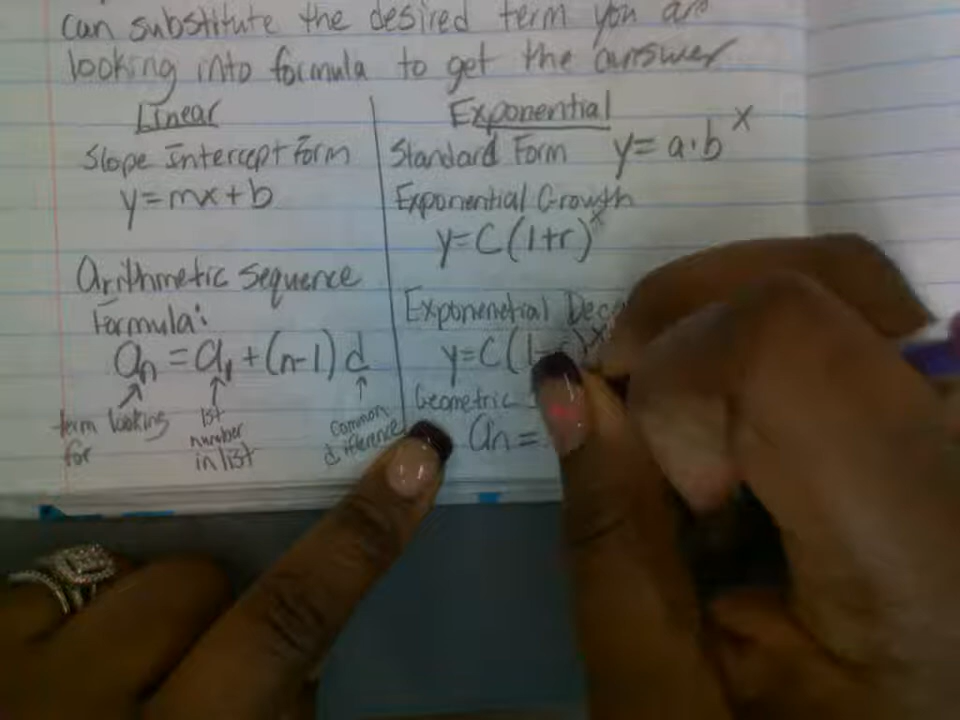 can substitute the desired term you are
looking into formula to get the answer
Linear
Slope Intercept form
y=mx+b
Arithmetic Sequence
Formula:
an = a1 + (n-1) d
term looking
for
1st
number
in list
common
difference
Exponential
Standard Form y= a·b^x
Exponential Growth
y=C(1+r)^x
Exponenetial Dec
y=C(1-r)^x
Geometric
an=